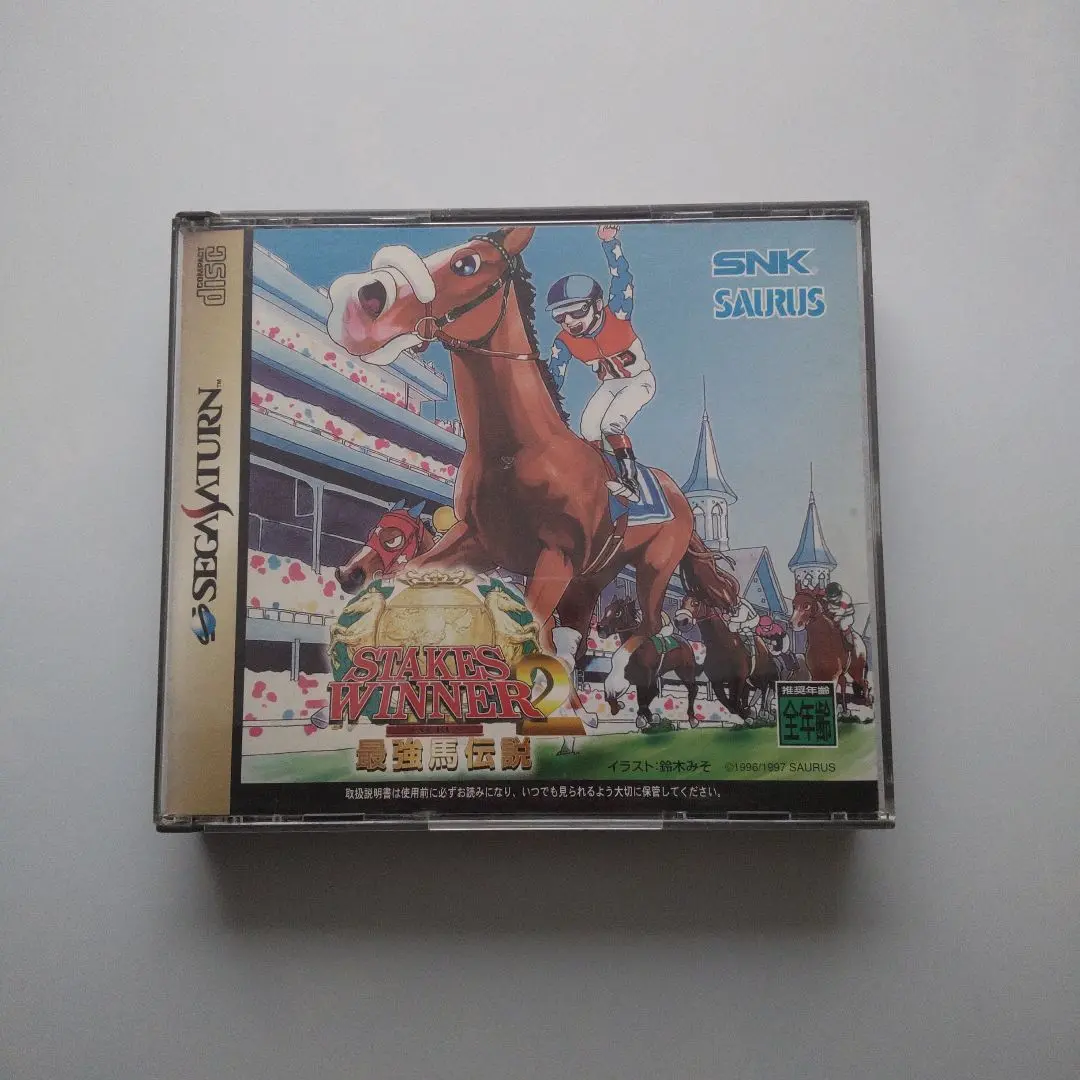 COMPACT
disc
SEGA SATURN™
SNK
SAURUS
STAKES
WINNER 2
最強馬伝説
推奨年齢
全年齢
イラスト:鈴木みそ ©1996/1997 SAURUS
取扱説明書は使用前に必ずお読みになり、いつでも見られるよう大切に保管してください。